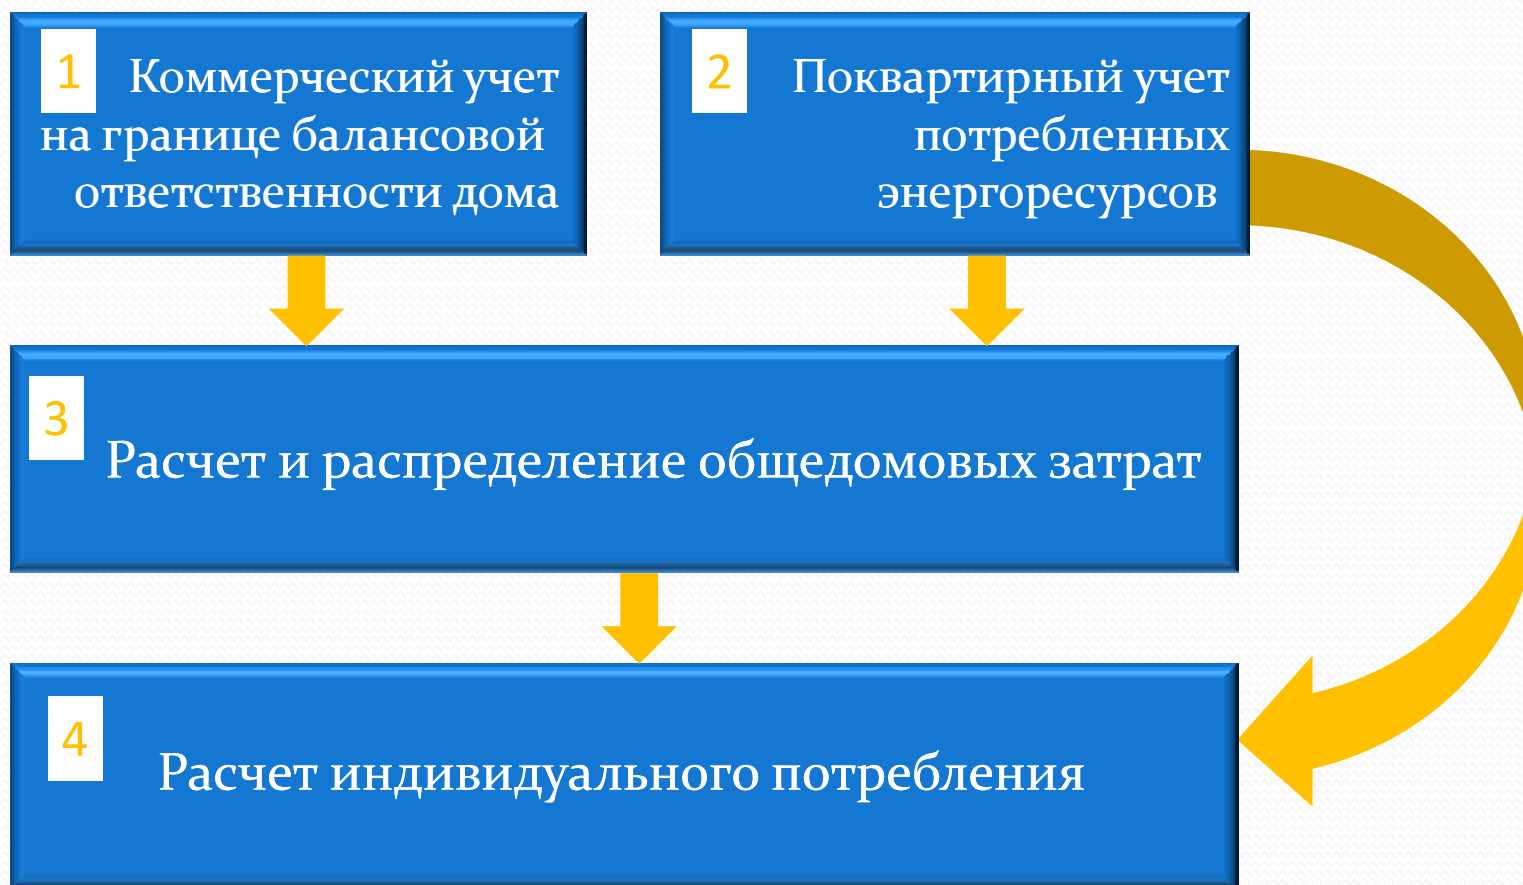 1
Коммерческий учет
на границе балансовой
ответственности дома
2
Поквартирный учет
потребленных
энергоресурсов
3
Расчет и распределение общедомовых затрат
4
Расчет индивидуального потребления